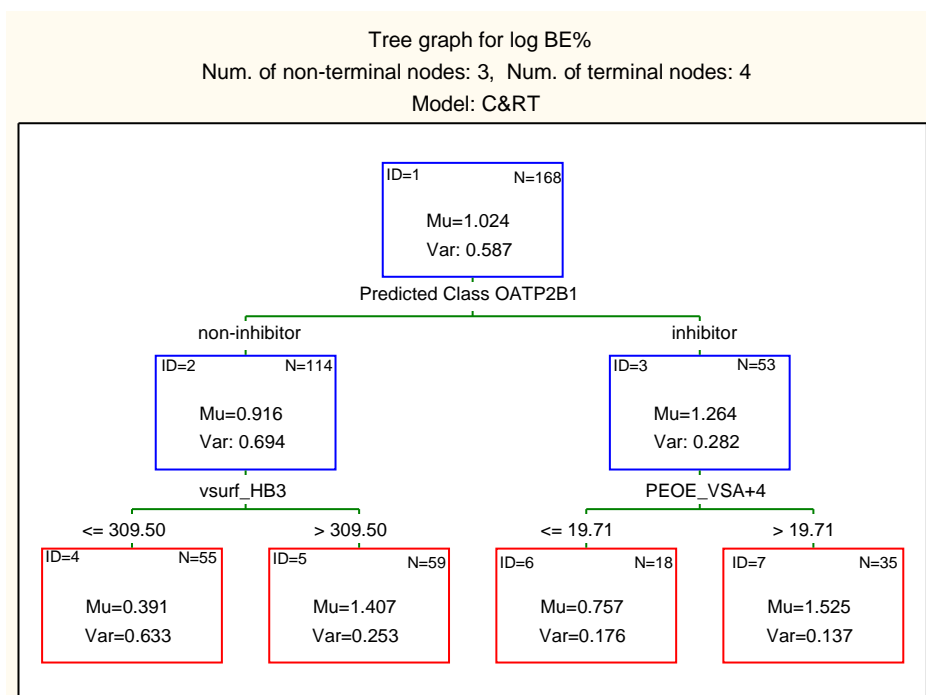 Tree graph for log BE%
Num. of non-terminal nodes: 3,  Num. of terminal nodes: 4
Model: C&RT
ID=1 N=168
Mu=1.024
Var: 0.587
Predicted Class OATP2B1
non-inhibitor inhibitor
ID=2 N=114 ID=3 N=53
Mu=0.916 Mu=1.264
Var: 0.694 Var: 0.282
vsurf_HB3 PEOE_VSA+4
<= 309.50 > 309.50 <= 19.71 > 19.71
ID=4 N=55 ID=5 N=59 ID=6 N=18 ID=7 N=35
Mu=0.391 Mu=1.407 Mu=0.757 Mu=1.525
Var=0.633 Var=0.253 Var=0.176 Var=0.137